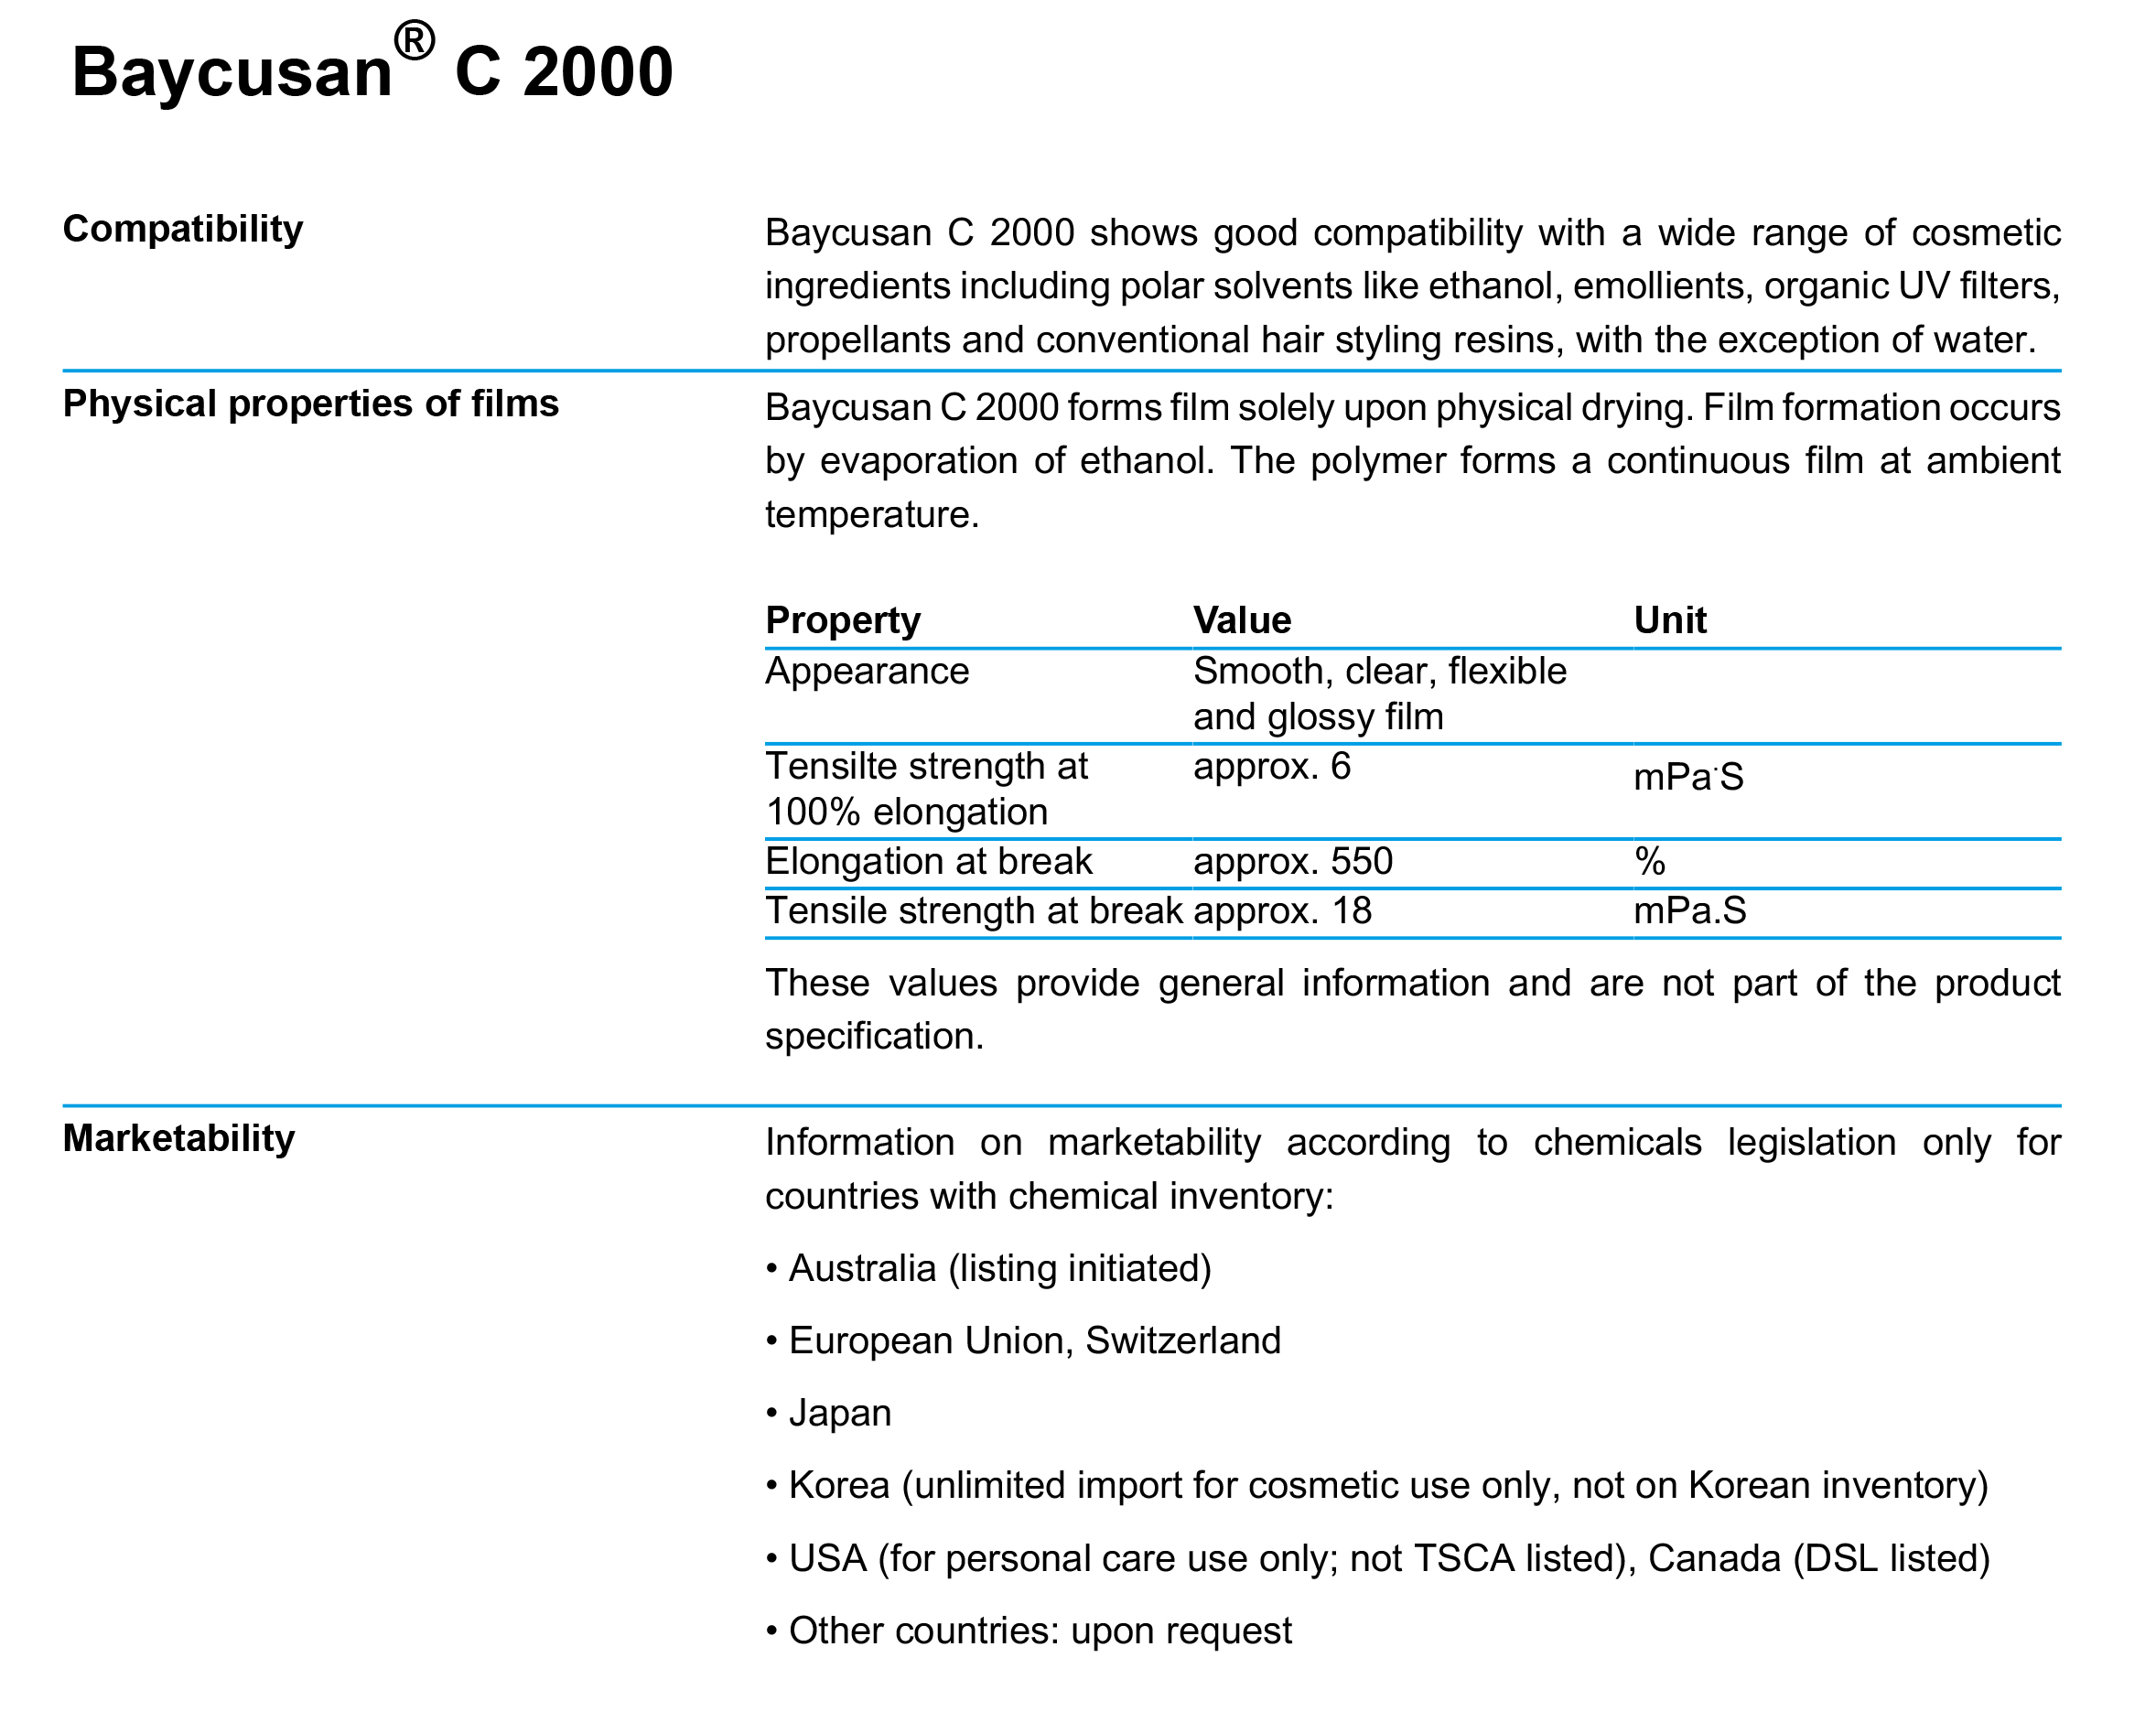 Baycusan® C 2000
Compatibility
Baycusan C 2000 shows good compatibility with a wide range of cosmetic
ingredients including polar solvents like ethanol, emollients, organic UV filters,
propellants and conventional hair styling resins, with the exception of water.
Physical properties of films
Baycusan C 2000 forms film solely upon physical drying. Film formation occurs
by evaporation of ethanol. The polymer forms a continuous film at ambient
temperature.
Property Value Unit
Appearance Smooth, clear, flexible
and glossy film
Tensilte strength at approx. 6 mPa·S
100% elongation
Elongation at break approx. 550 %
Tensile strength at break approx. 18 mPa.S
These values provide general information and are not part of the product
specification.
Marketability
Information on marketability according to chemicals legislation only for
countries with chemical inventory:
• Australia (listing initiated)
• European Union, Switzerland
• Japan
• Korea (unlimited import for cosmetic use only, not on Korean inventory)
• USA (for personal care use only; not TSCA listed), Canada (DSL listed)
• Other countries: upon request